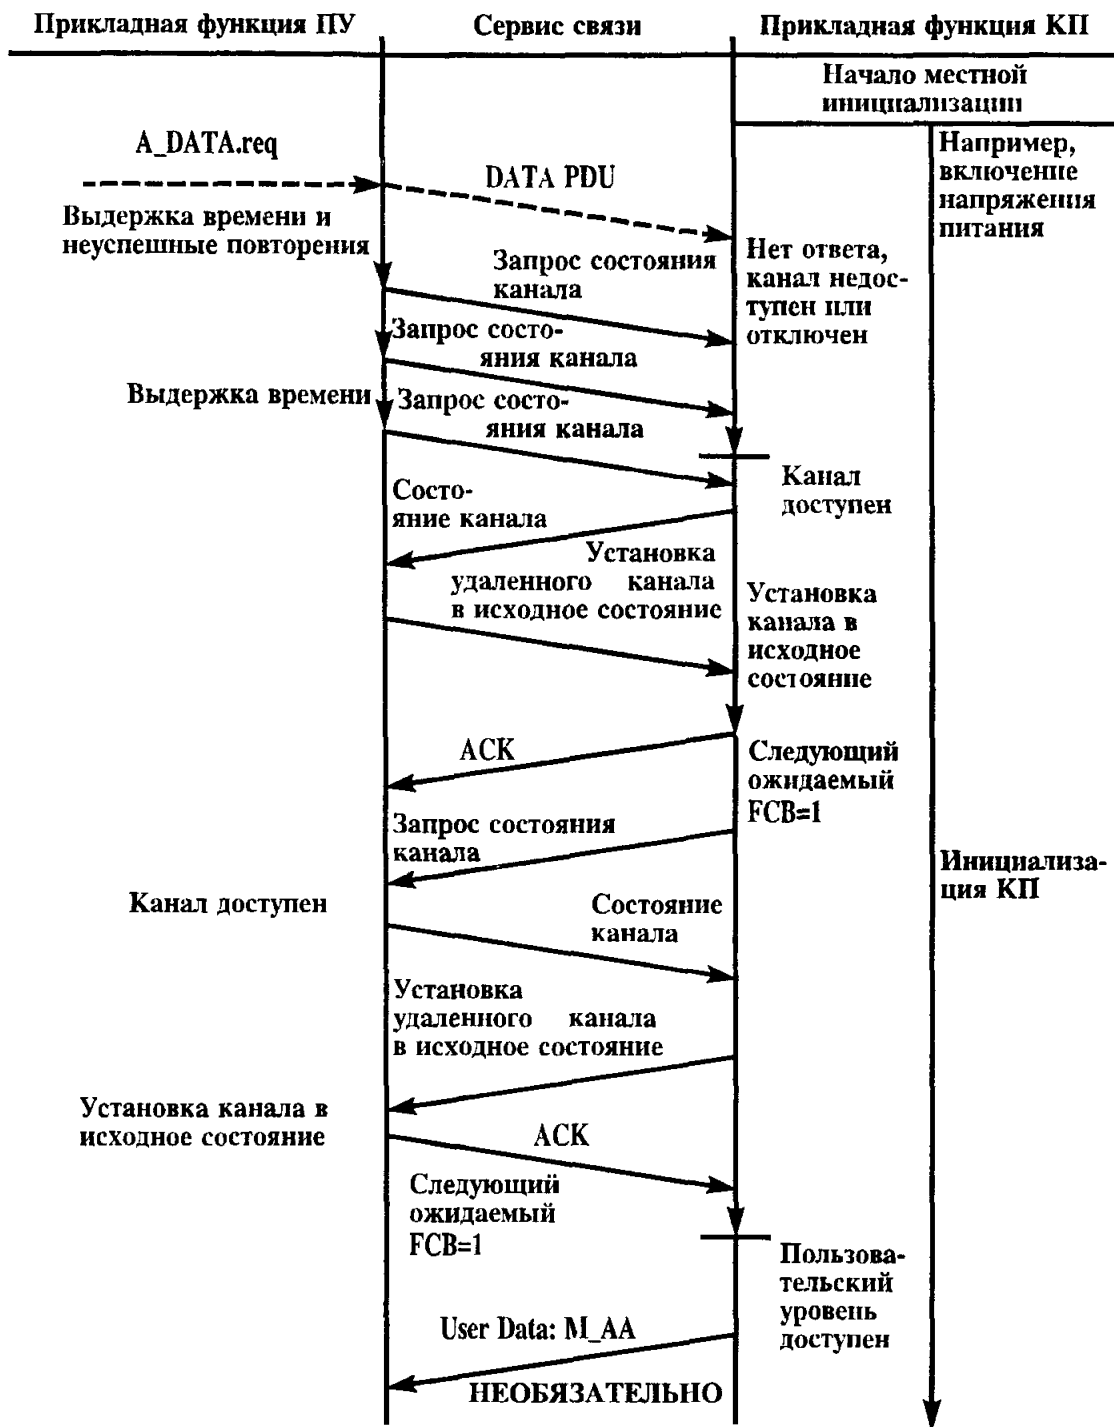 Прикладная функция ПУ
Сервис связи
Прикладная функция КП
Начало местной
инициализации
A_DATA.req
DATA PDU
Например,
включение
напряжения
питания
Выдержка времени и
неуспешные повторения
Нет ответа,
канал недос-
тупен или
отключен
Запрос состояния
канала
Запрос состо-
яния канала
Выдержка времени
Запрос состо-
яния канала
Канал
доступен
Состо-
яние канала
Установка
удаленного канала
в исходное состояние
Установка
канала в
исходное
состояние
ACK
Следующий
ожидаемый
FCB=1
Запрос состояния
канала
Инициализа-
ция КП
Канал доступен
Состояние
канала
Установка
удаленного канала
в исходное состояние
Установка канала в
исходное состояние
ACK
Следующий
ожидаемый
FCB=1
Пользова-
тельский
уровень
доступен
User Data: M_AA
НЕОБЯЗАТЕЛЬНО